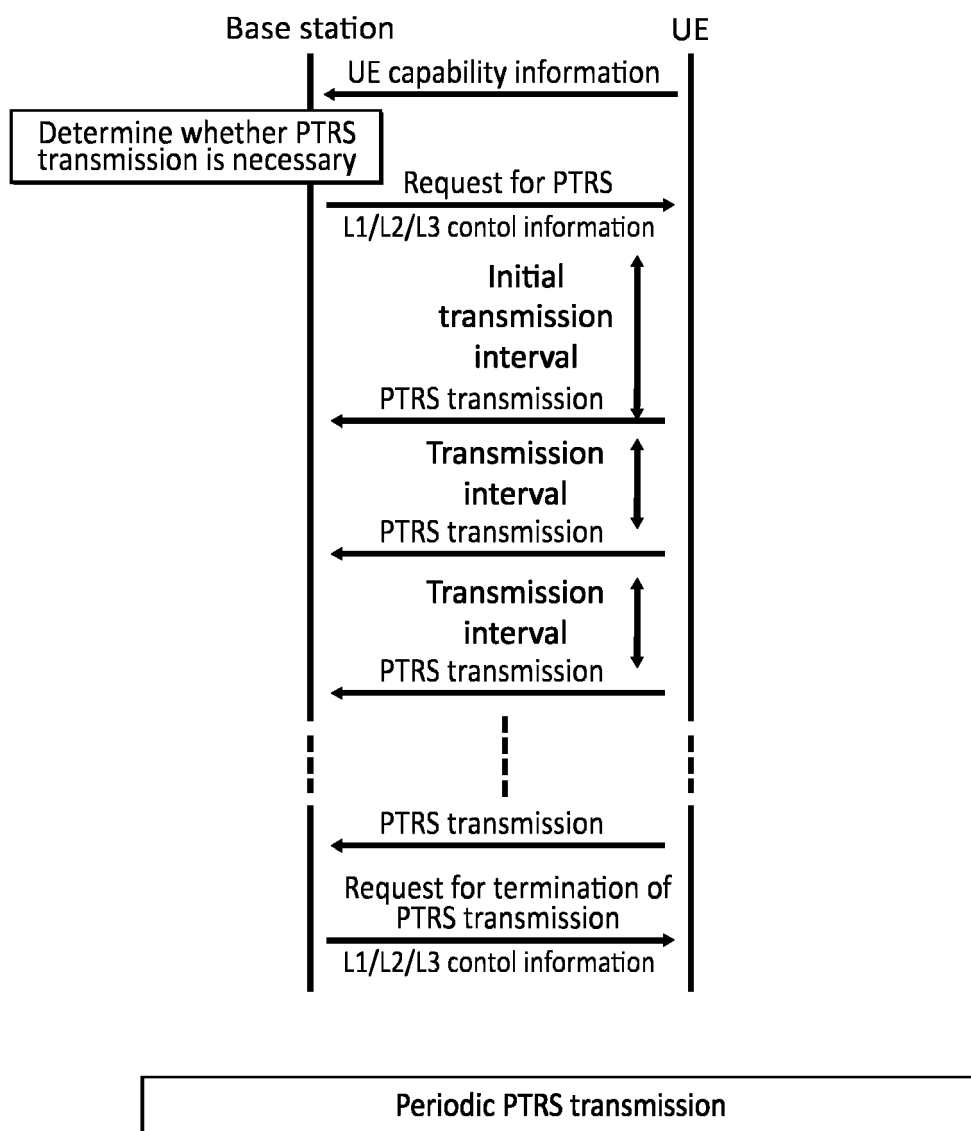 Base station
UE
UE capability information
Determine whether PTRS
transmission is necessary
Request for PTRS
L1/L2/L3 contol information
Initial
transmission
interval
PTRS transmission
Transmission
interval
PTRS transmission
Transmission
interval
PTRS transmission
PTRS transmission
Request for termination of
PTRS transmission
L1/L2/L3 contol information
Periodic PTRS transmission